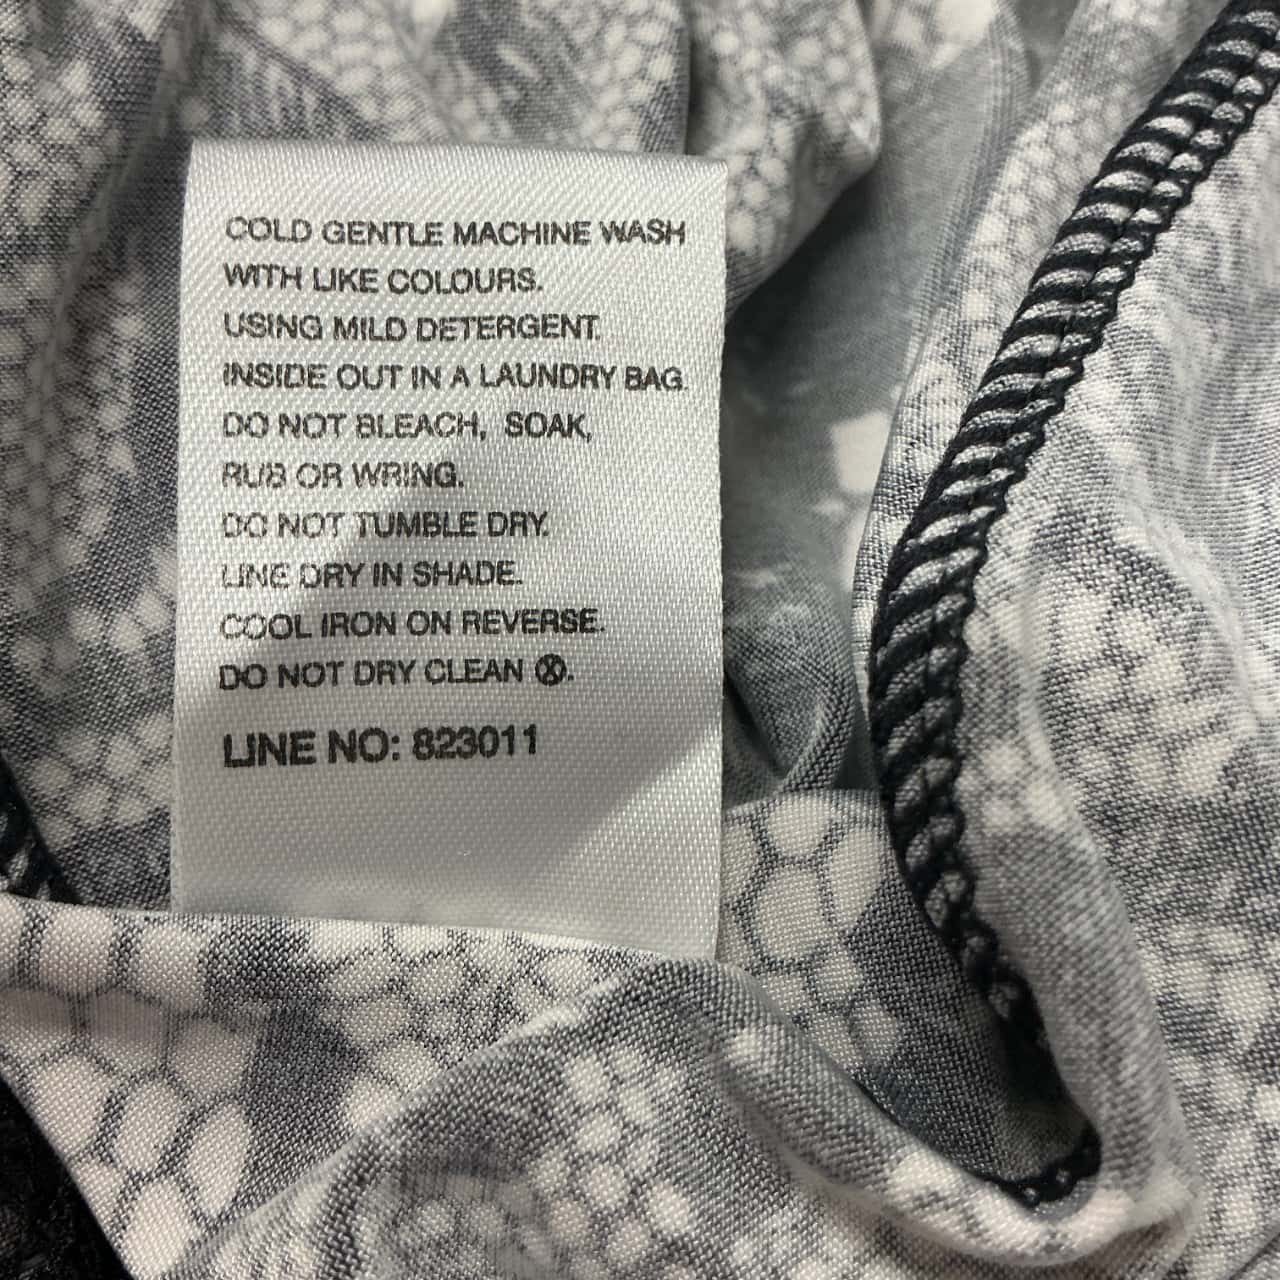 COLD GENTLE MACHINE WASH
WITH LIKE COLOURS.
USING MILD DETERGENT.
INSIDE OUT IN A LAUNDRY BAG.
DO NOT BLEACH, SOAK,
RUB OR WRING.
DO NOT TUMBLE DRY.
LINE DRY IN SHADE.
COOL IRON ON REVERSE.
DO NOT DRY CLEAN Ⓧ.
LINE NO: 823011